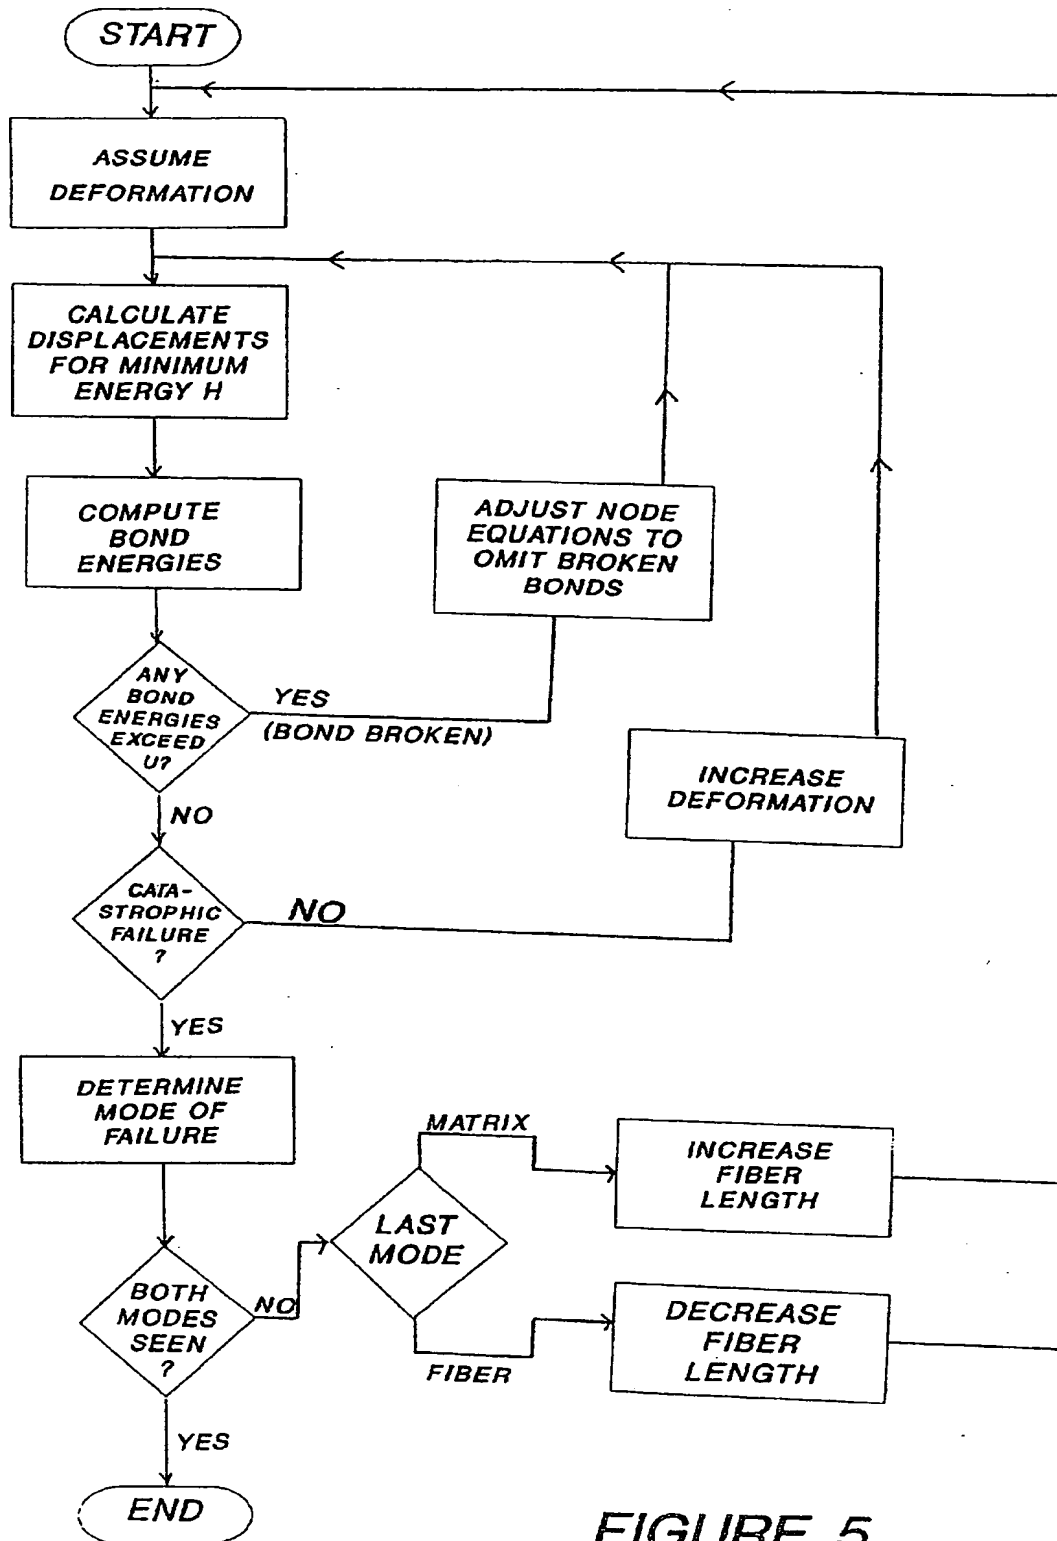 START
ASSUME
DEFORMATION
CALCULATE
DISPLACEMENTS
FOR MINIMUM
ENERGY H
COMPUTE
BOND
ENERGIES
ADJUST NODE
EQUATIONS TO
OMIT BROKEN
BONDS
ANY
BOND
ENERGIES
EXCEED
U?
YES
(BOND BROKEN)
INCREASE
DEFORMATION
NO
CATA-
STROPHIC
FAILURE
?
NO
YES
DETERMINE
MODE OF
FAILURE
MATRIX
INCREASE
FIBER
LENGTH
LAST
MODE
BOTH
MODES
SEEN
?
NO
DECREASE
FIBER
LENGTH
FIBER
YES
END
FIGURE 5